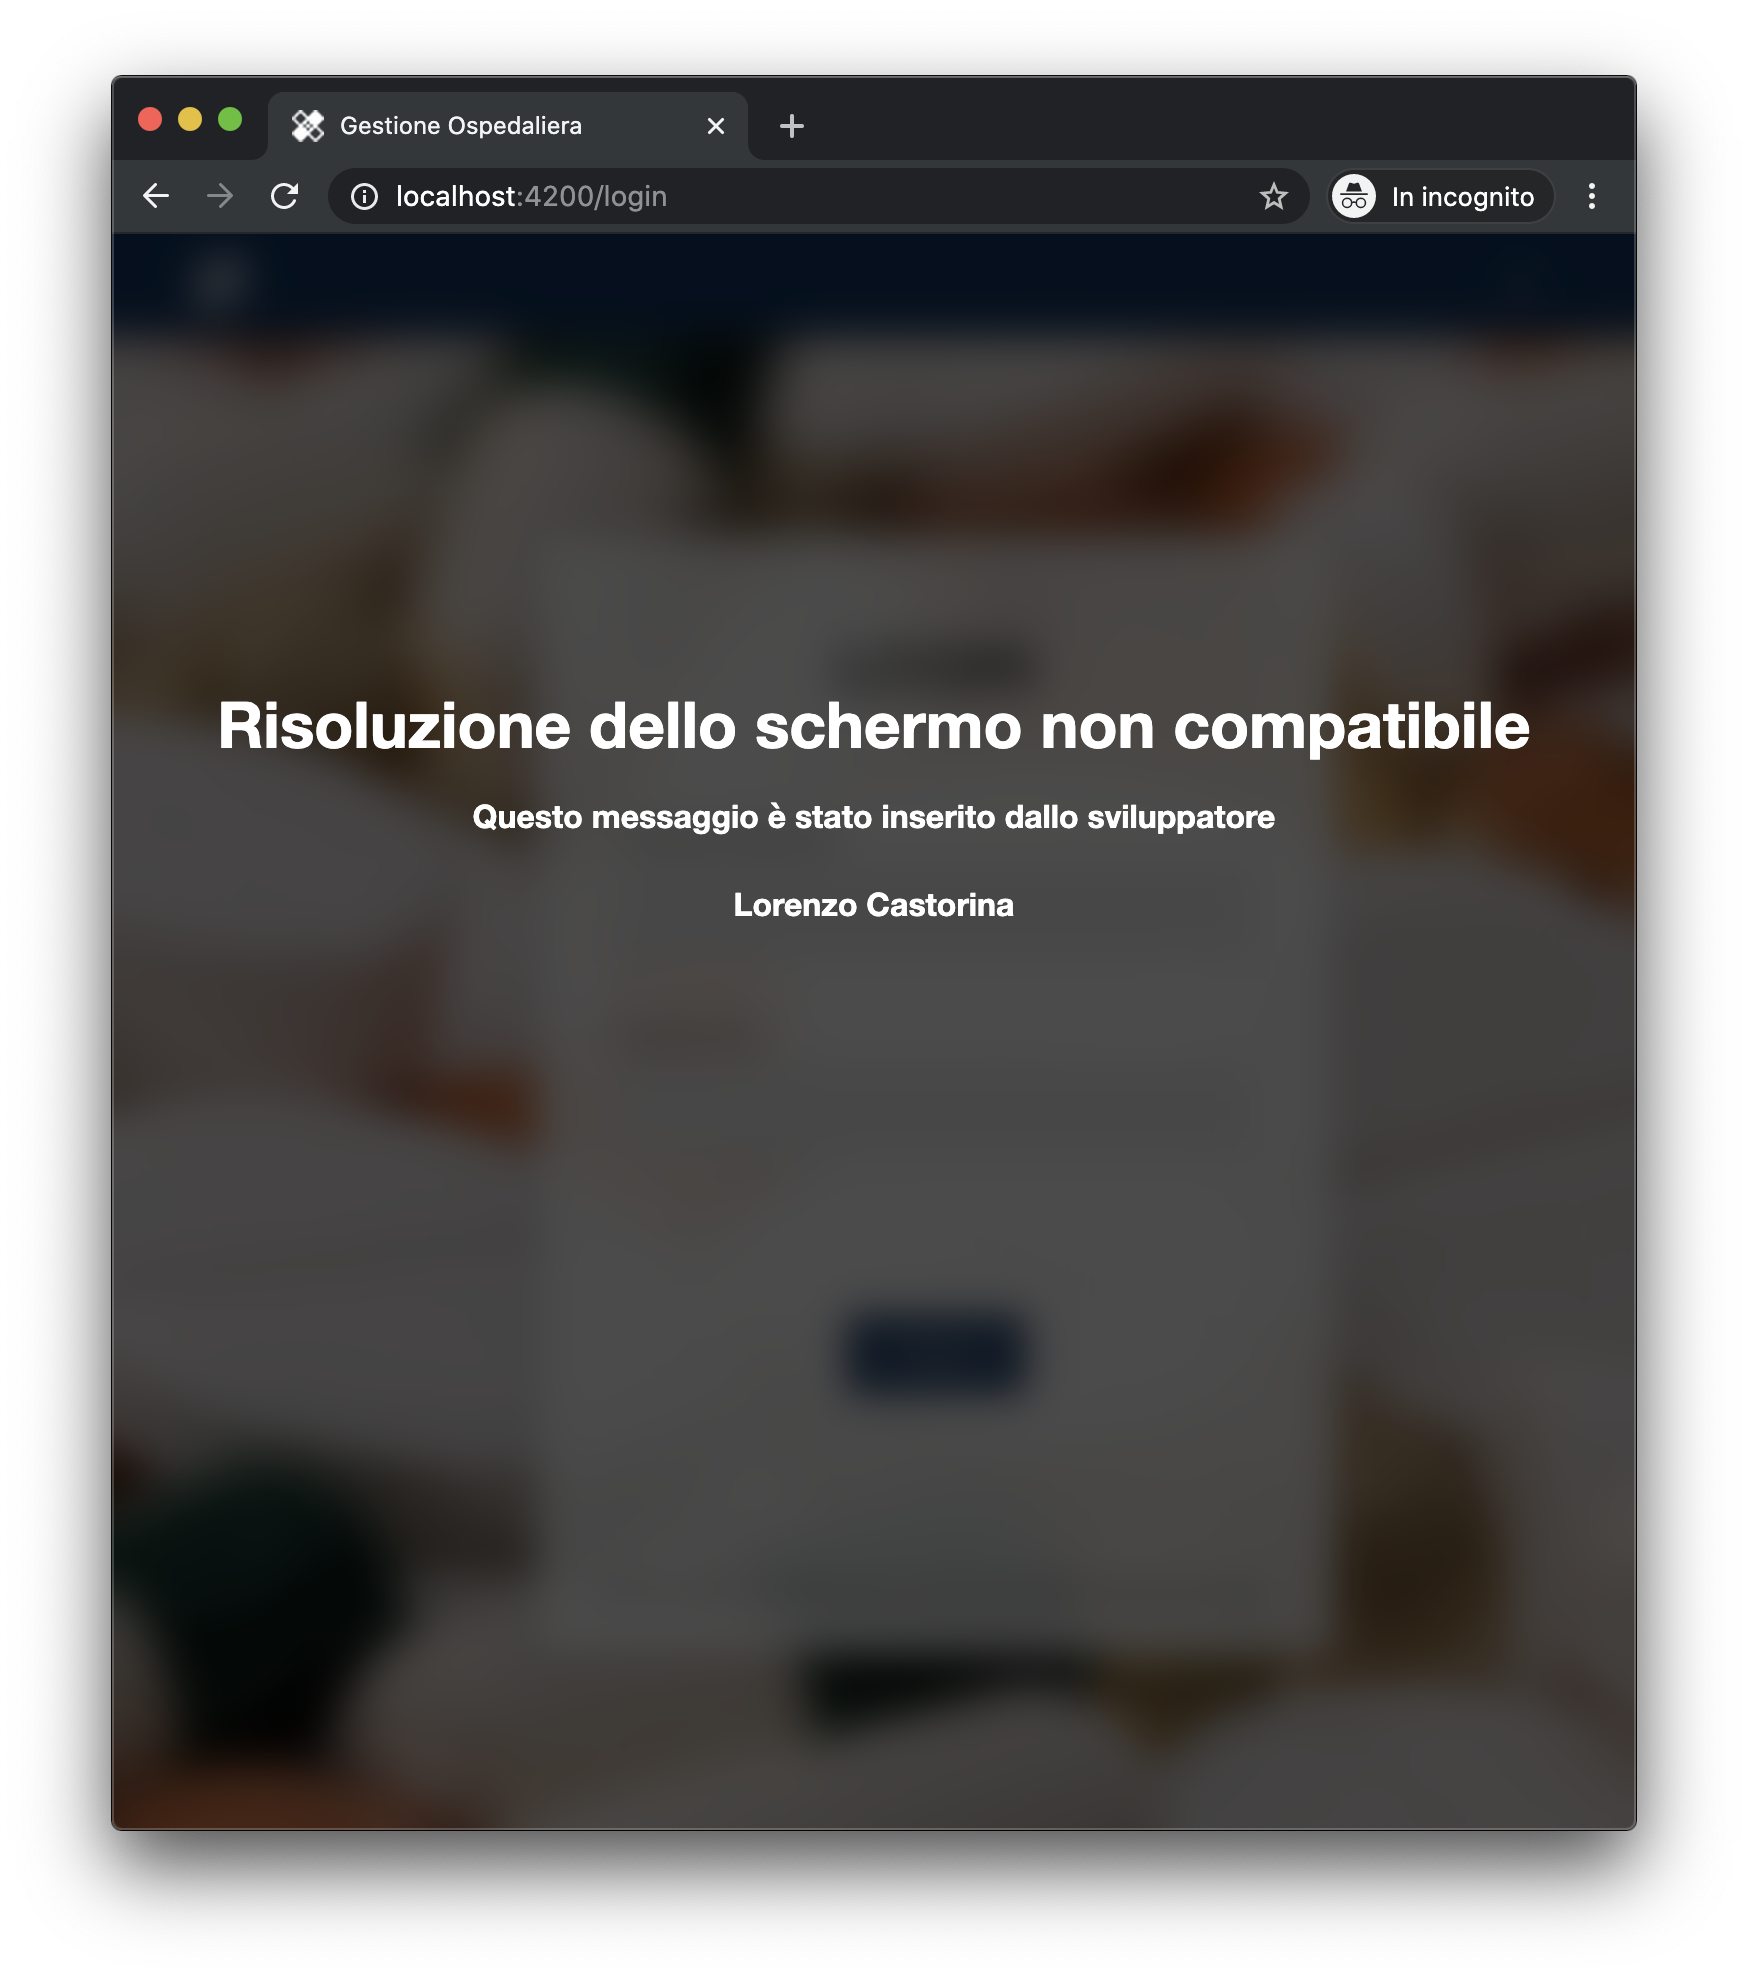 Gestione Ospedaliera
localhost:4200/login
In incognito
Risoluzione dello schermo non compatibile
Questo messaggio è stato inserito dallo sviluppatore
Lorenzo Castorina